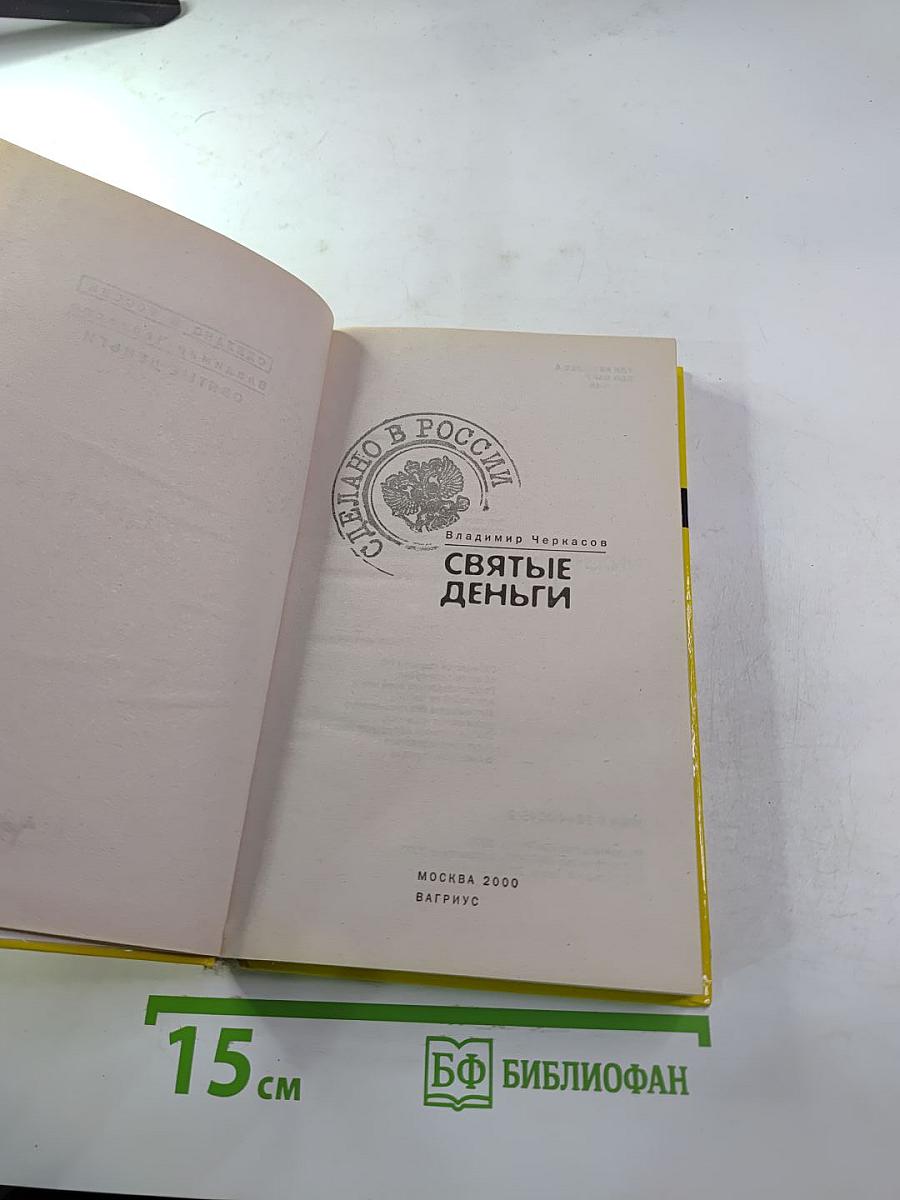 СДЕЛАНО В РОССИИ
Владимир Черкасов
СВЯТЫЕ
ДЕНЬГИ
МОСКВА 2000
ВАГРИУС
15 см
БФ БИБЛИОФАН